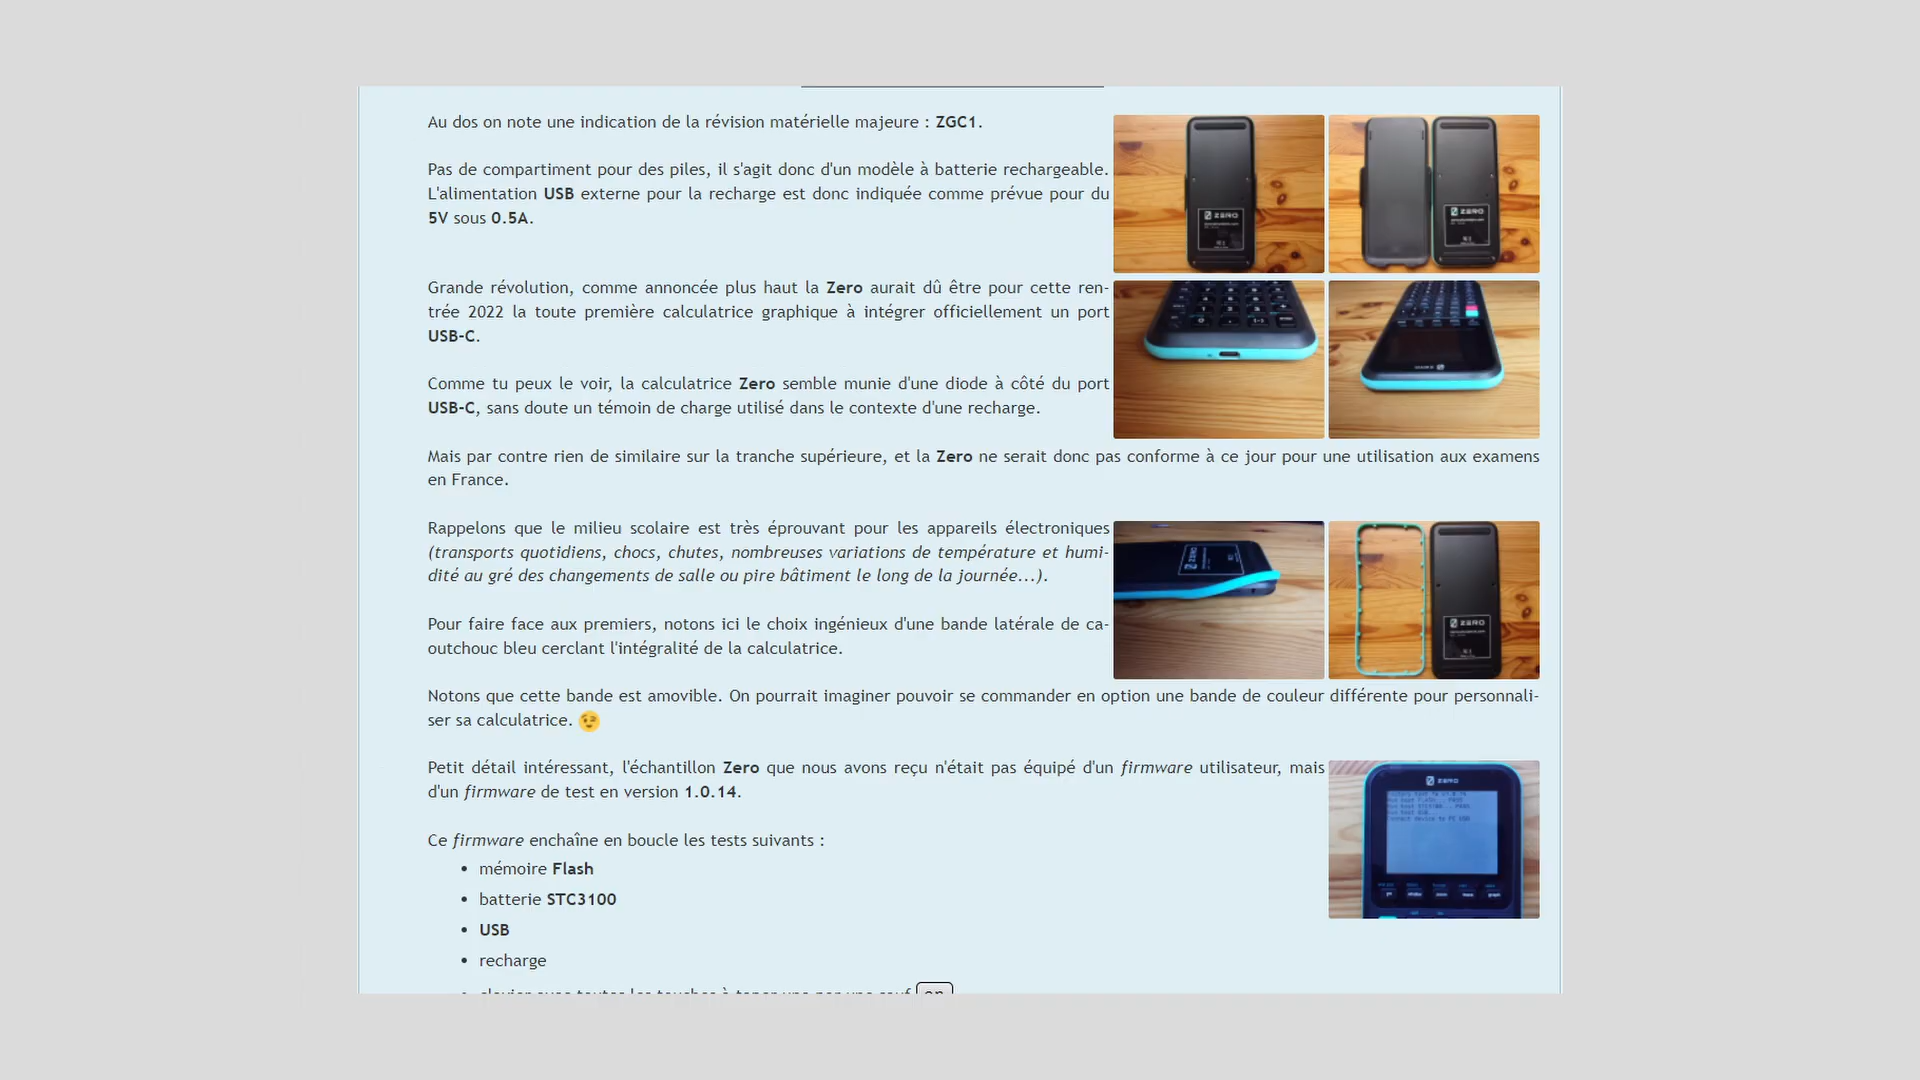 Au dos on note une indication de la révision matérielle majeure : ZGC1.
Pas de compartiment pour des piles, il s'agit donc d'un modèle à batterie rechargeable.
L'alimentation USB externe pour la recharge est donc indiquée comme prévue pour du
5V sous 0.5A.
Grande révolution, comme annoncée plus haut la Zero aurait dû être pour cette ren-
trée 2022 la toute première calculatrice graphique à intégrer officiellement un port
USB-C.
Comme tu peux le voir, la calculatrice Zero semble munie d'une diode à côté du port
USB-C, sans doute un témoin de charge utilisé dans le contexte d'une recharge.
Mais par contre rien de similaire sur la tranche supérieure, et la Zero ne serait donc pas conforme à ce jour pour une utilisation aux examens
en France.
Rappelons que le milieu scolaire est très éprouvant pour les appareils électroniques
(transports quotidiens, chocs, chutes, nombreuses variations de température et humi-
dité au gré des changements de salle ou pire bâtiment le long de la journée...).
Pour faire face aux premiers, notons ici le choix ingénieux d'une bande latérale de ca-
outchouc bleu cerclant l'intégralité de la calculatrice.
Notons que cette bande est amovible. On pourrait imaginer pouvoir se commander en option une bande de couleur différente pour personnali-
ser sa calculatrice.
Petit détail intéressant, l'échantillon Zero que nous avons reçu n'était pas équipé d'un firmware utilisateur, mais
d'un firmware de test en version 1.0.14.
Ce firmware enchaîne en boucle les tests suivants :
• mémoire Flash
• batterie STC3100
• USB
• recharge
ZERO
ZERO
ZERO
ZERO